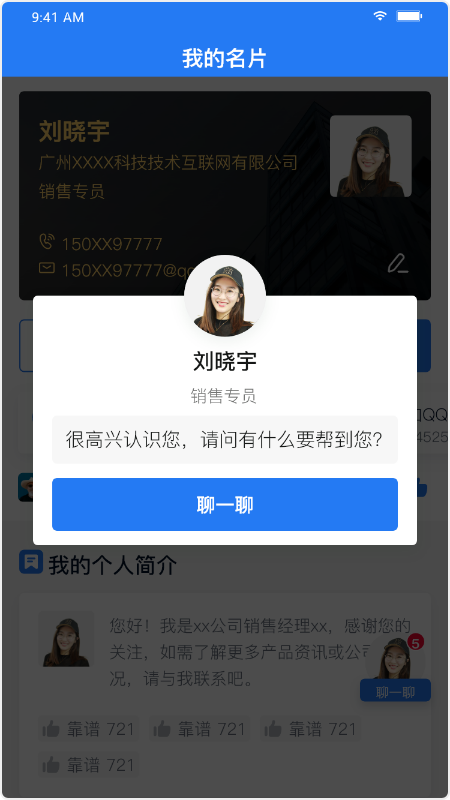 9:41 AM
我的名片
刘晓宇
广州XXXX科技技术互联网有限公司
销售专员
150XX97777
150XX97777@qq
刘晓宇
销售专员
很高兴认识您，请问有什么要帮到您?
聊一聊
QQ
4525
我的个人简介
您好！我是xx公司销售经理xx，感谢您的
关注，如需了解更多产品资讯或公司
况，请与我联系吧。
5
聊一聊
靠谱 721
靠谱 721
靠谱 721
靠谱 721